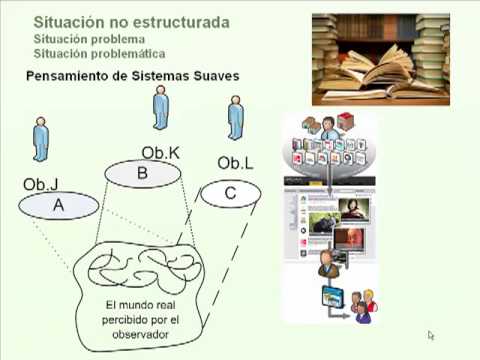 Situación no estructurada
Situación problema
Situación problemática
Pensamiento de Sistemas Suaves
Ob.K
Ob.L
Ob.J
B
C
A
El mundo real
percibido por el
observador